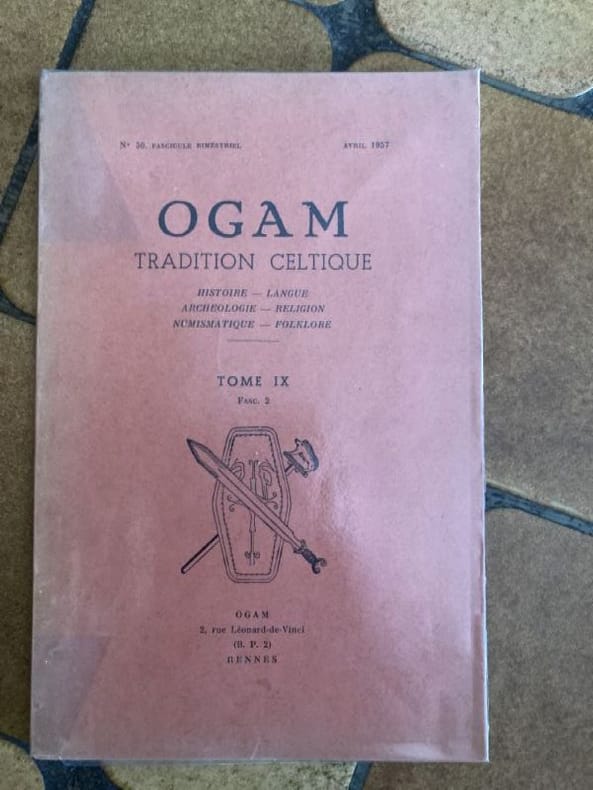 N° 50. FASCICULE BIMESTRIEL AVRIL 1957
OGAM
TRADITION CELTIQUE
HISTOIRE — LANGUE
ARCHEOLOGIE — RELIGION
NUMISMATIQUE — FOLKLORE
TOME IX
FASC. 2
OGAM
2, rue Léonard-de-Vinci
(B. P. 2)
RENNES